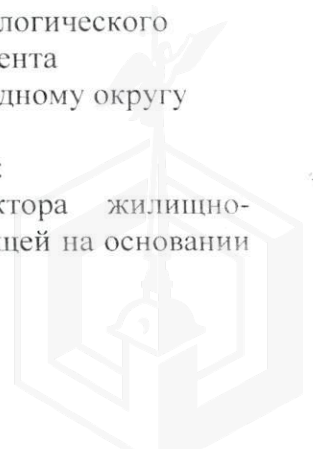 логического
ента
дному округу
:
ктора жилищно-
щей на основании